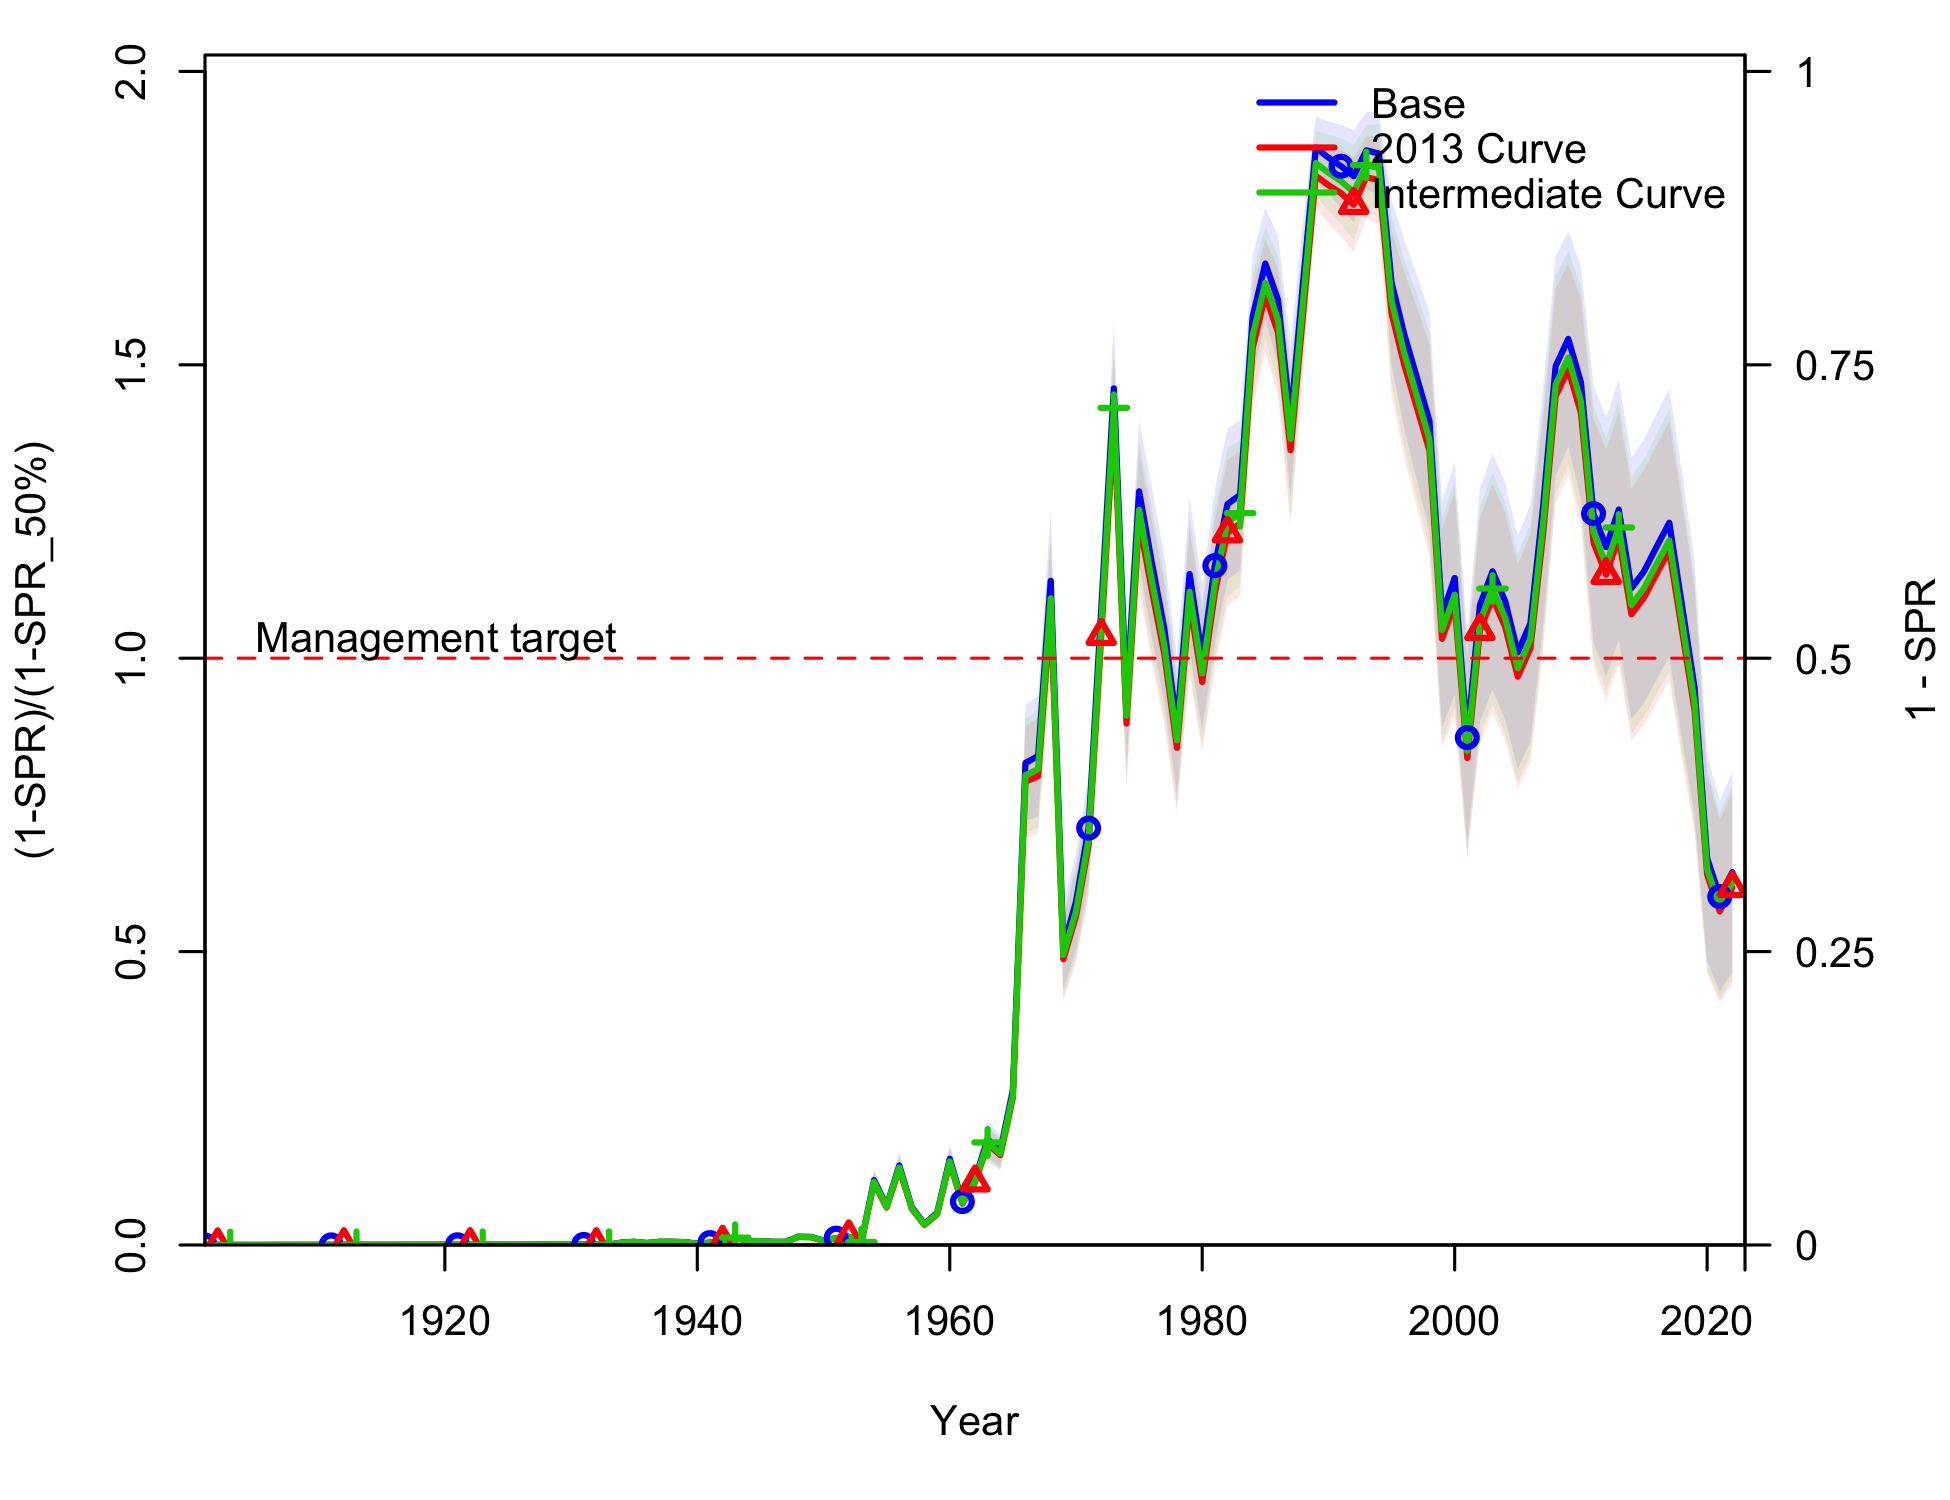 Base
2013 Curve
Intermediate Curve
Management target
(1-SPR)/(1-SPR_50%)
2.0
1.5
1.0
0.5
0.0
1
0.75
0.5
0.25
0
1 - SPR
1920 1940 1960 1980 2000 2020
Year